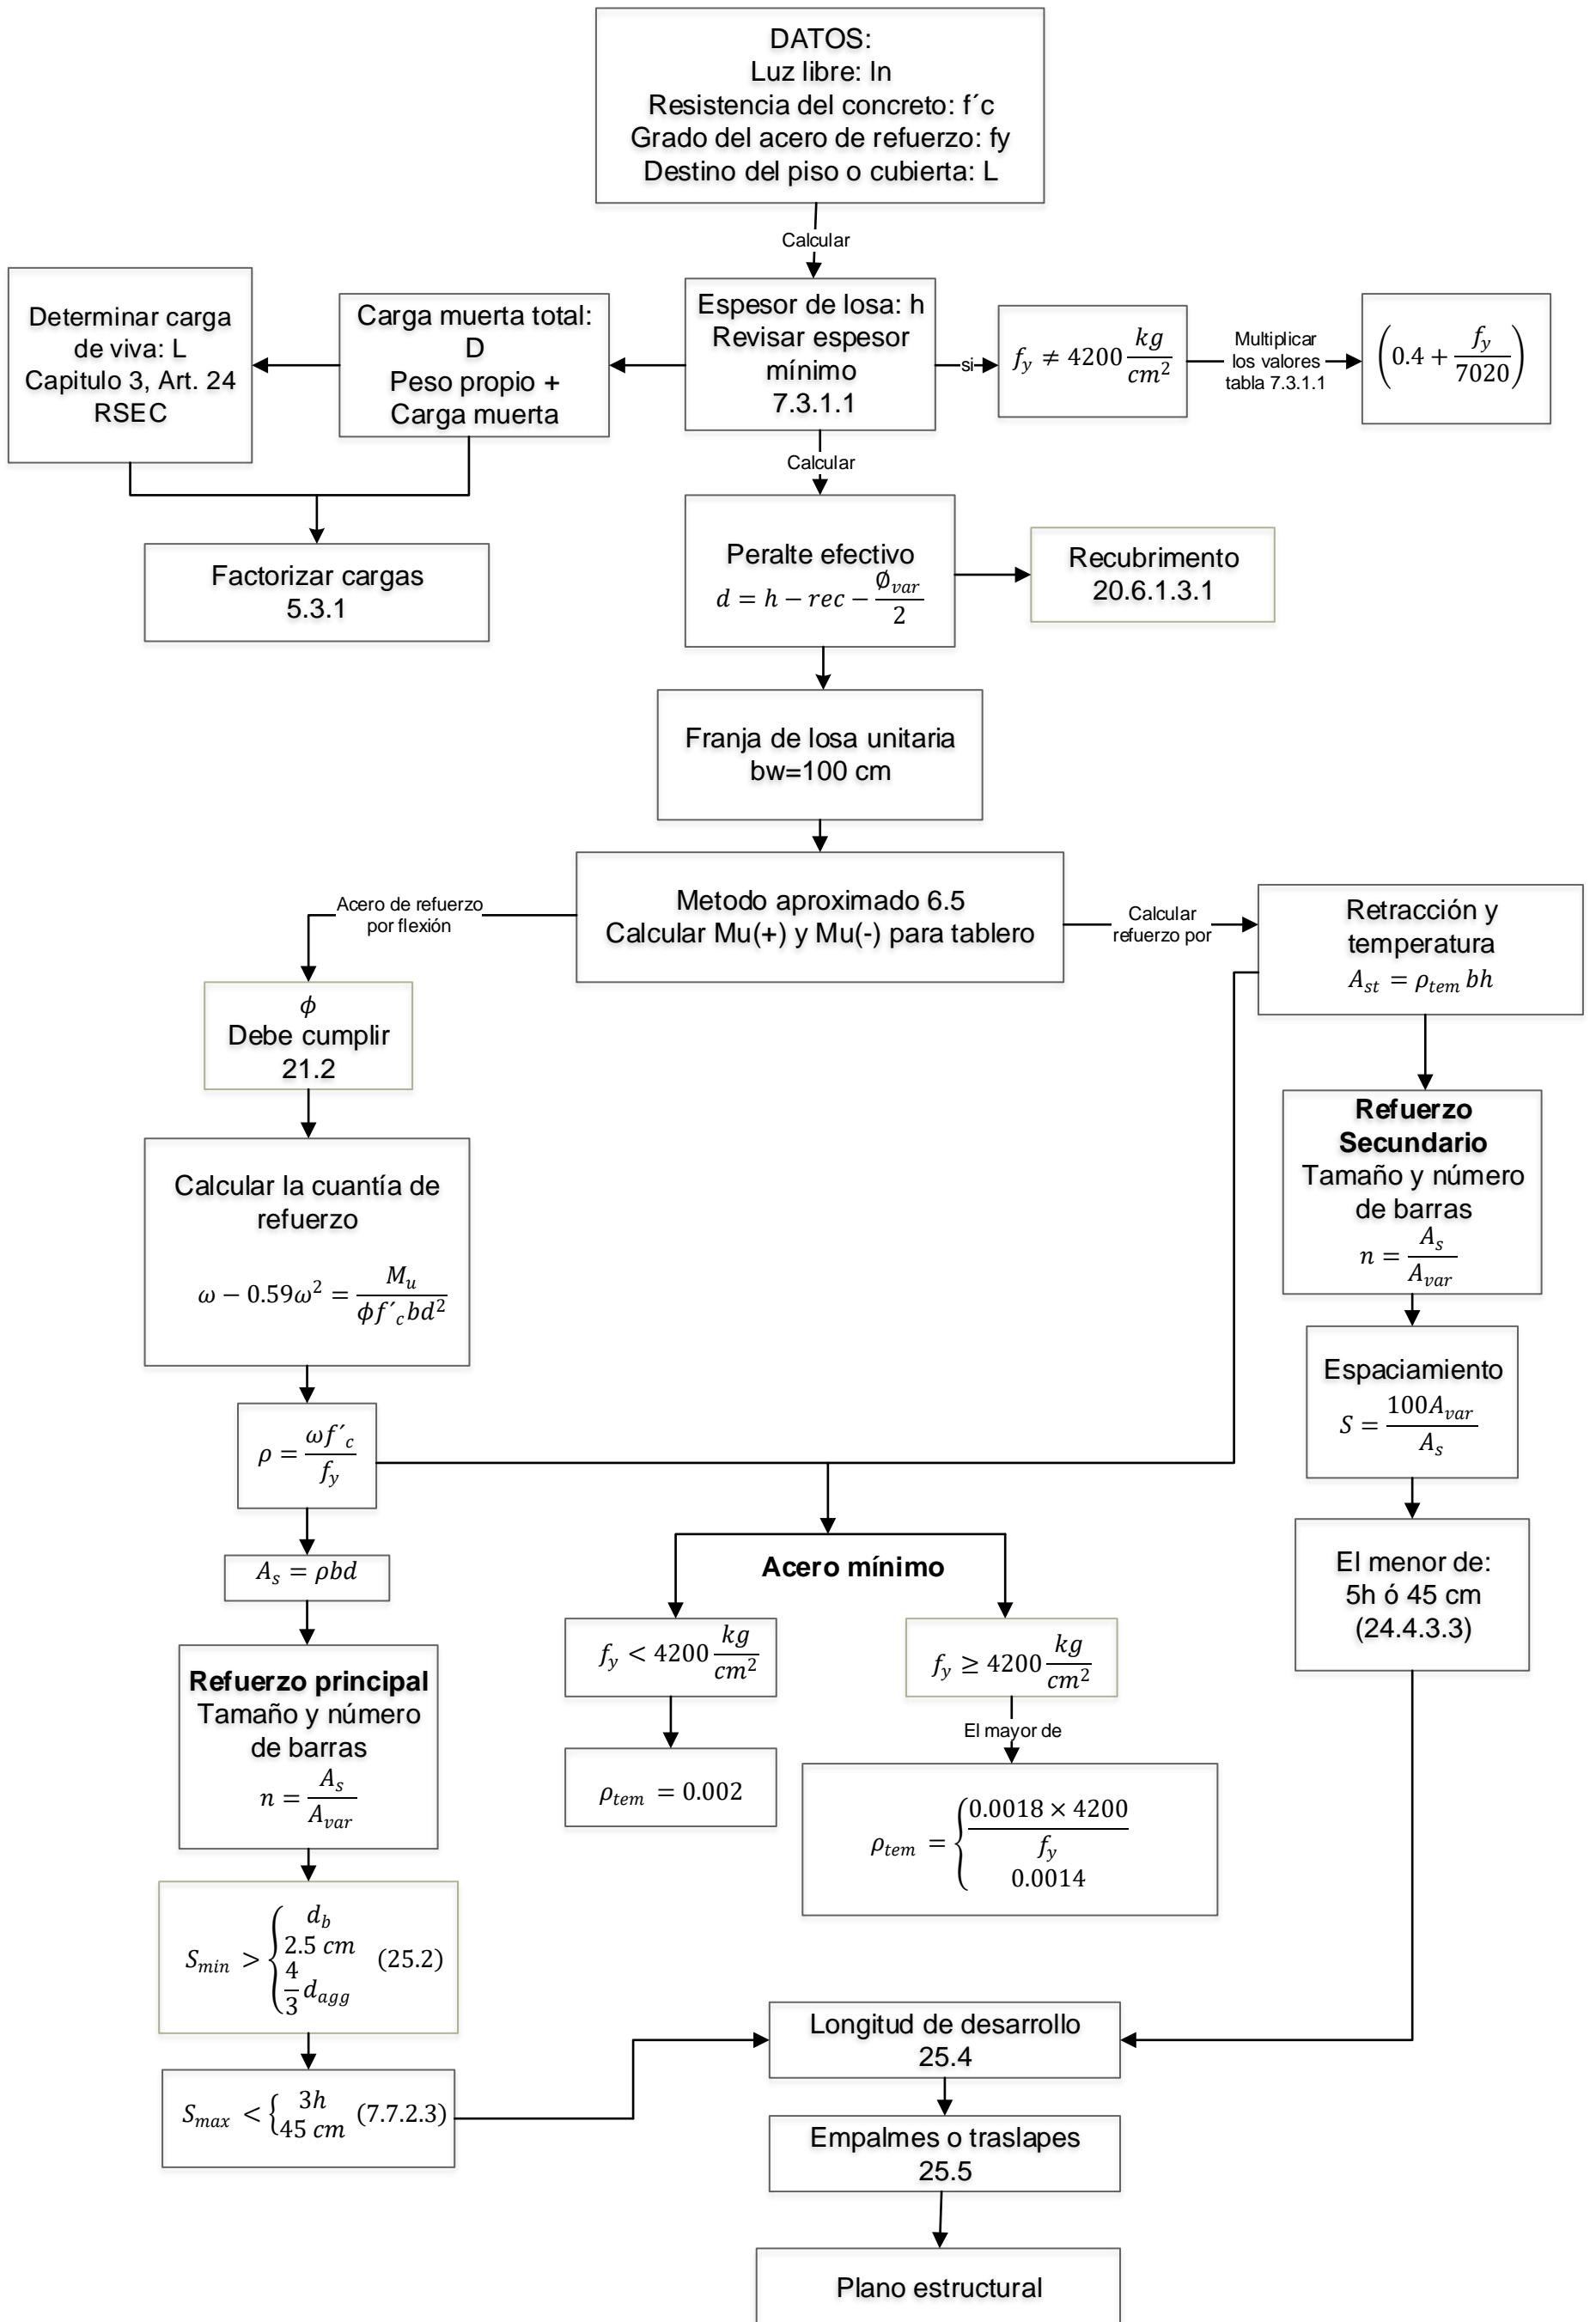 DATOS:
Luz libre: ln
Resistencia del concreto: f´c
Grado del acero de refuerzo: fy
Destino del piso o cubierta: L
Calcular
Determinar carga
de viva: L
Capitulo 3, Art. 24
RSEC
Carga muerta total:
D
Peso propio +
Carga muerta
Espesor de losa: h
Revisar espesor
mínimo
7.3.1.1
si
f_y ≠ 4200 kg/cm²
Multiplicar
los valores
tabla 7.3.1.1
(0.4 + f_y/7020)
Calcular
Factorizar cargas
5.3.1
Peralte efectivo
d = h − rec − Ø_var/2
Recubrimento
20.6.1.3.1
Franja de losa unitaria
bw=100 cm
Metodo aproximado 6.5
Calcular Mu(+) y Mu(-) para tablero
Acero de refuerzo
por flexión
Calcular
refuerzo por
Retracción y
temperatura
A_st = ρ_tem bh
ϕ
Debe cumplir
21.2
Calcular la cuantía de
refuerzo
ω − 0.59ω² = M_u/ϕf´_c bd²
ρ = ωf´_c/f_y
A_s = ρbd
Refuerzo principal
Tamaño y número
de barras
n = A_s/A_var
S_min > { d_b
2.5 cm (25.2)
4/3 d_agg
S_max < { 3h
45 cm (7.7.2.3)
Acero mínimo
f_y < 4200 kg/cm²
ρ_tem = 0.002
f_y ≥ 4200 kg/cm²
El mayor de
ρ_tem = { 0.0018 × 4200/f_y
0.0014
Refuerzo
Secundario
Tamaño y número
de barras
n = A_s/A_var
Espaciamiento
S = 100A_var/A_s
El menor de:
5h ó 45 cm
(24.4.3.3)
Longitud de desarrollo
25.4
Empalmes o traslapes
25.5
Plano estructural